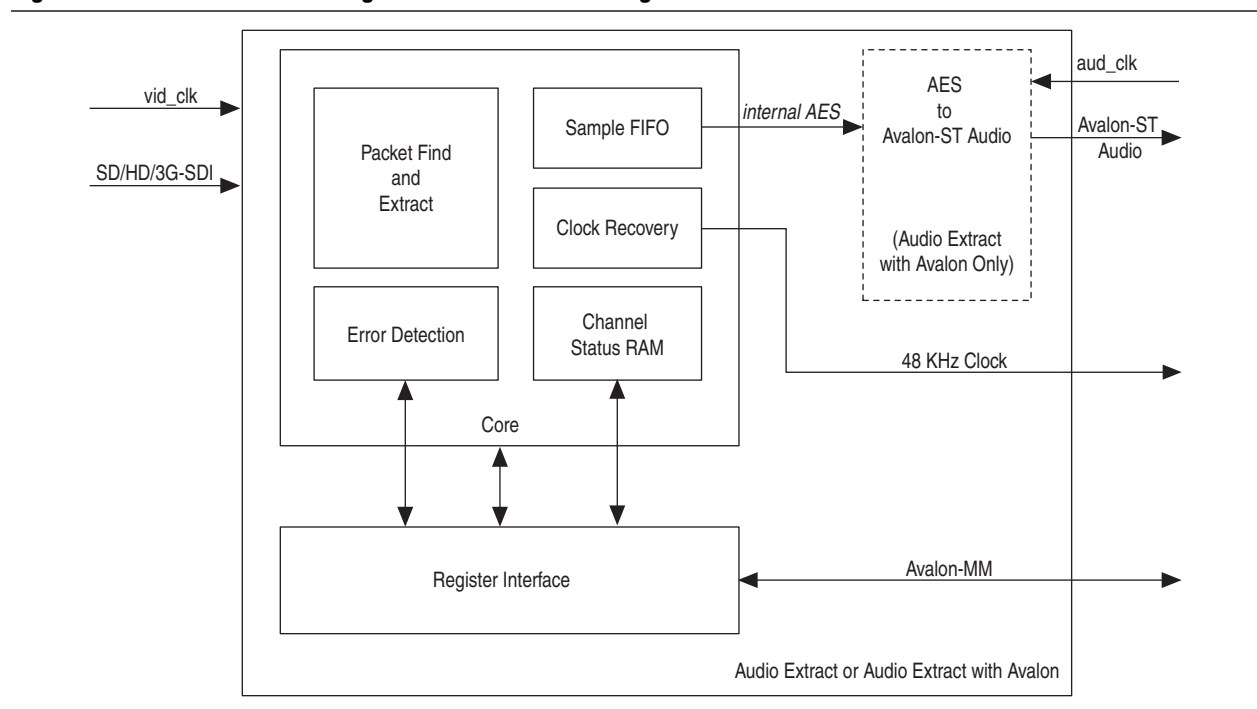 vid_clk
SD/HD/3G-SDI
Packet Find
and
Extract
Sample FIFO
Clock Recovery
Error Detection
Channel
Status RAM
Core
internal AES
AES
to
Avalon-ST Audio
(Audio Extract
with Avalon Only)
aud_clk
Avalon-ST
Audio
48 KHz Clock
Register Interface
Avalon-MM
Audio Extract or Audio Extract with Avalon